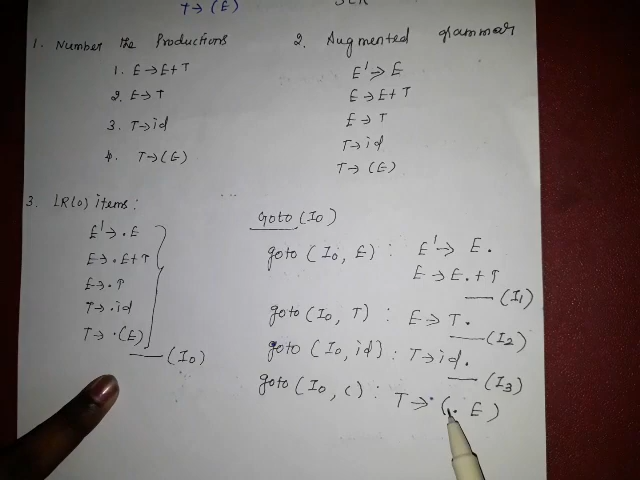 T → (E)
1. Number the Productions
1. E → E + T
2. E → T
3. T → id
4. T → (E)
2. Augmented grammar
E' → E
E → E + T
E → T
T → id
T → (E)
3. LR(0) items:
E' → .E
E → .E + T
E → .T
T → .id
T → .(E)
(I0)
Goto (I0)
goto (I0, E) : E' → E.
E → E. + T
(I1)
goto (I0, T) : E → T.
(I2)
goto (I0, id) : T → id.
(I3)
goto (I0, () : T → (. E)